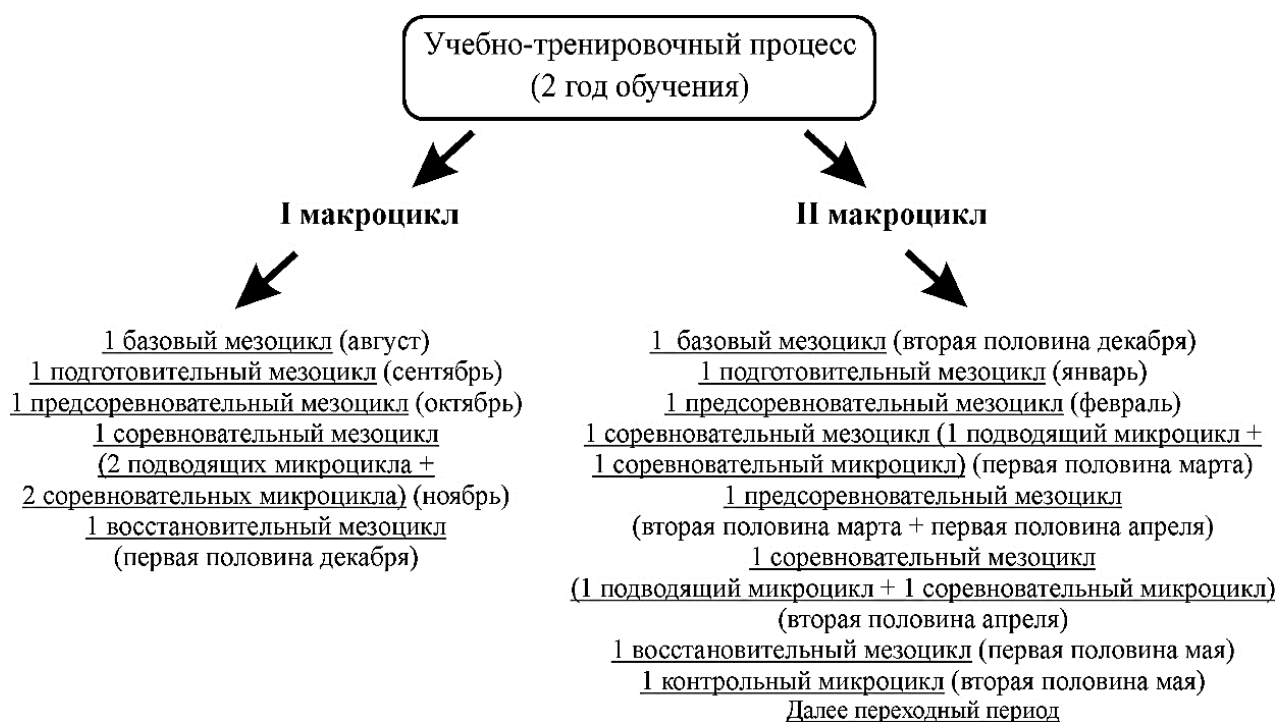 Учебно-тренировочный процесс
(2 год обучения)
I макроцикл
1 базовый мезоцикл (август)
1 подготовительный мезоцикл (сентябрь)
1 предсоревновательный мезоцикл (октябрь)
1 соревновательный мезоцикл
(2 подводящих микроцикла +
2 соревновательных микроцикла) (ноябрь)
1 восстановительный мезоцикл
(первая половина декабря)
II макроцикл
1 базовый мезоцикл (вторая половина декабря)
1 подготовительный мезоцикл (январь)
1 предсоревновательный мезоцикл (февраль)
1 соревновательный мезоцикл (1 подводящий микроцикл +
1 соревновательный микроцикл) (первая половина марта)
1 предсоревновательный мезоцикл
(вторая половина марта + первая половина апреля)
1 соревновательный мезоцикл
(1 подводящий микроцикл + 1 соревновательный микроцикл)
(вторая половина апреля)
1 восстановительный мезоцикл (первая половина мая)
1 контрольный микроцикл (вторая половина мая)
Далее переходный период